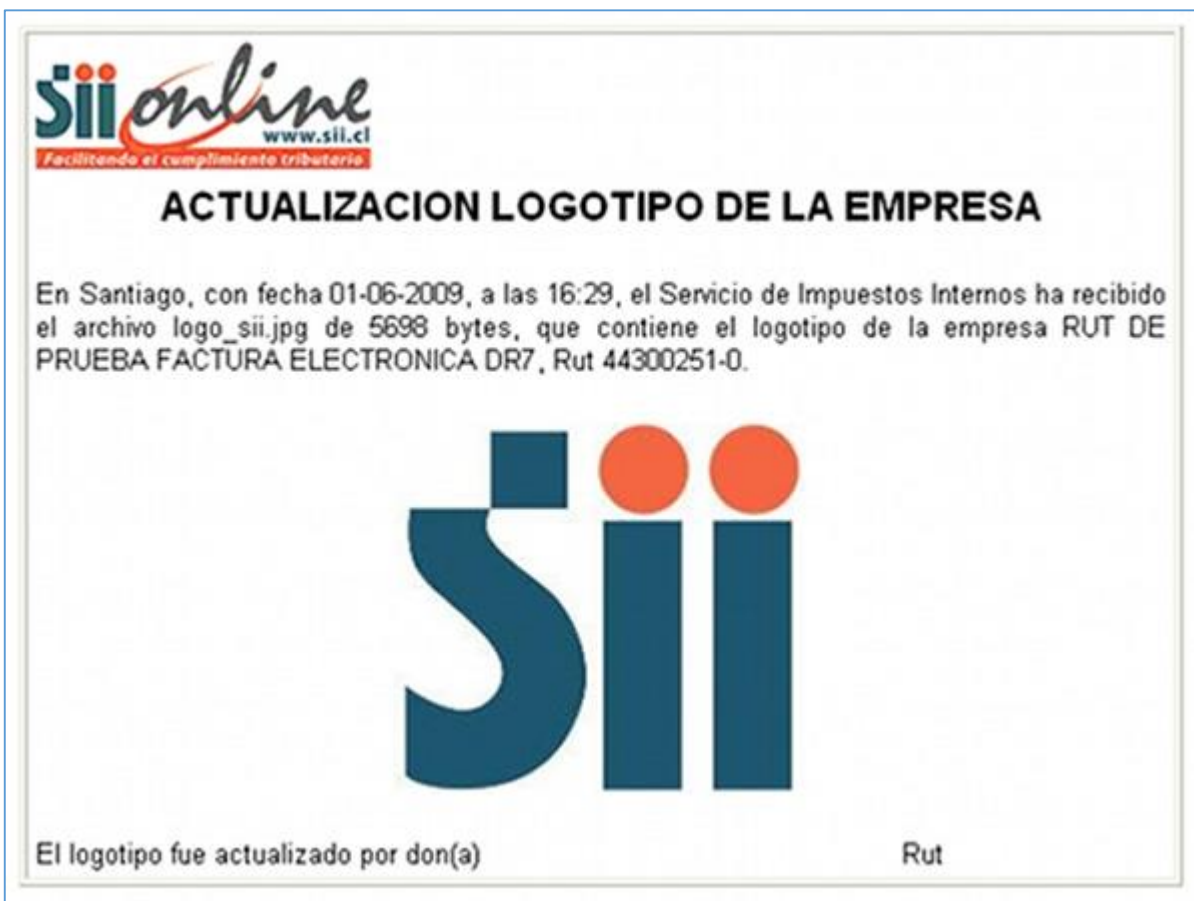 sii online
www.sii.cl
Facilitando el cumplimiento tributario
ACTUALIZACION LOGOTIPO DE LA EMPRESA
En Santiago, con fecha 01-06-2009, a las 16:29, el Servicio de Impuestos Internos ha recibido
el archivo logo_sii.jpg de 5698 bytes, que contiene el logotipo de la empresa RUT DE
PRUEBA FACTURA ELECTRONICA DR7, Rut 44300251-0.
sii
El logotipo fue actualizado por don(a) Rut